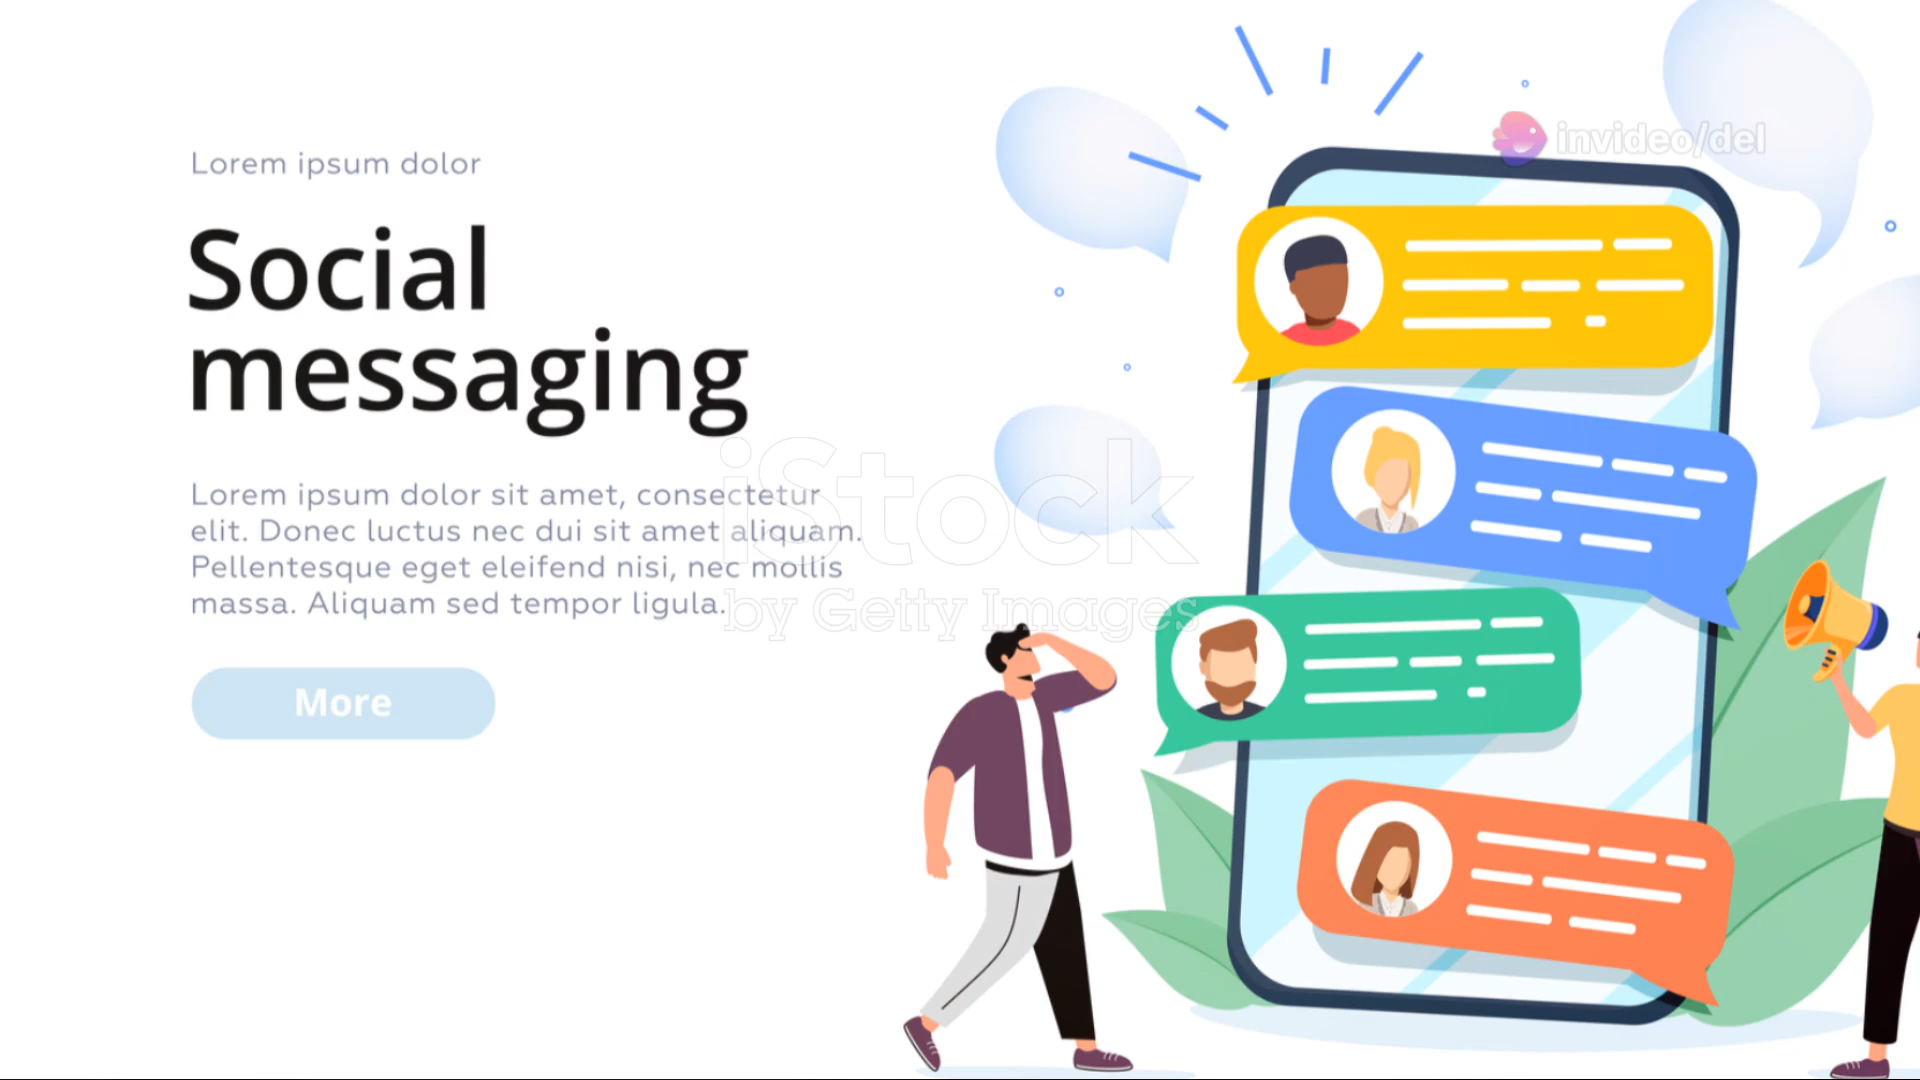 Lorem ipsum dolor
invideo/del
Social
messaging
Lorem ipsum dolor sit amet, consectetur
elit. Donec luctus nec dui sit amet aliquam.
Pellentesque eget eleifend nisi, nec mollis
massa. Aliquam sed tempor ligula.
iStock
by Getty Images
More